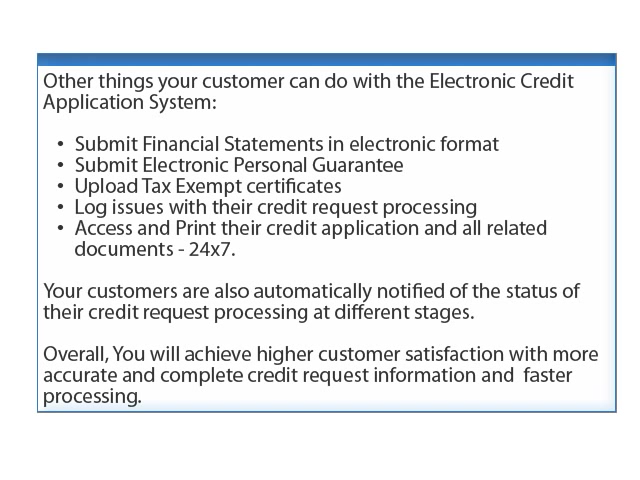 Other things your customer can do with the Electronic Credit
Application System:
• Submit Financial Statements in electronic format
• Submit Electronic Personal Guarantee
• Upload Tax Exempt certificates
• Log issues with their credit request processing
• Access and Print their credit application and all related
documents - 24x7.
Your customers are also automatically notified of the status of
their credit request processing at different stages.
Overall, You will achieve higher customer satisfaction with more
accurate and complete credit request information and  faster
processing.